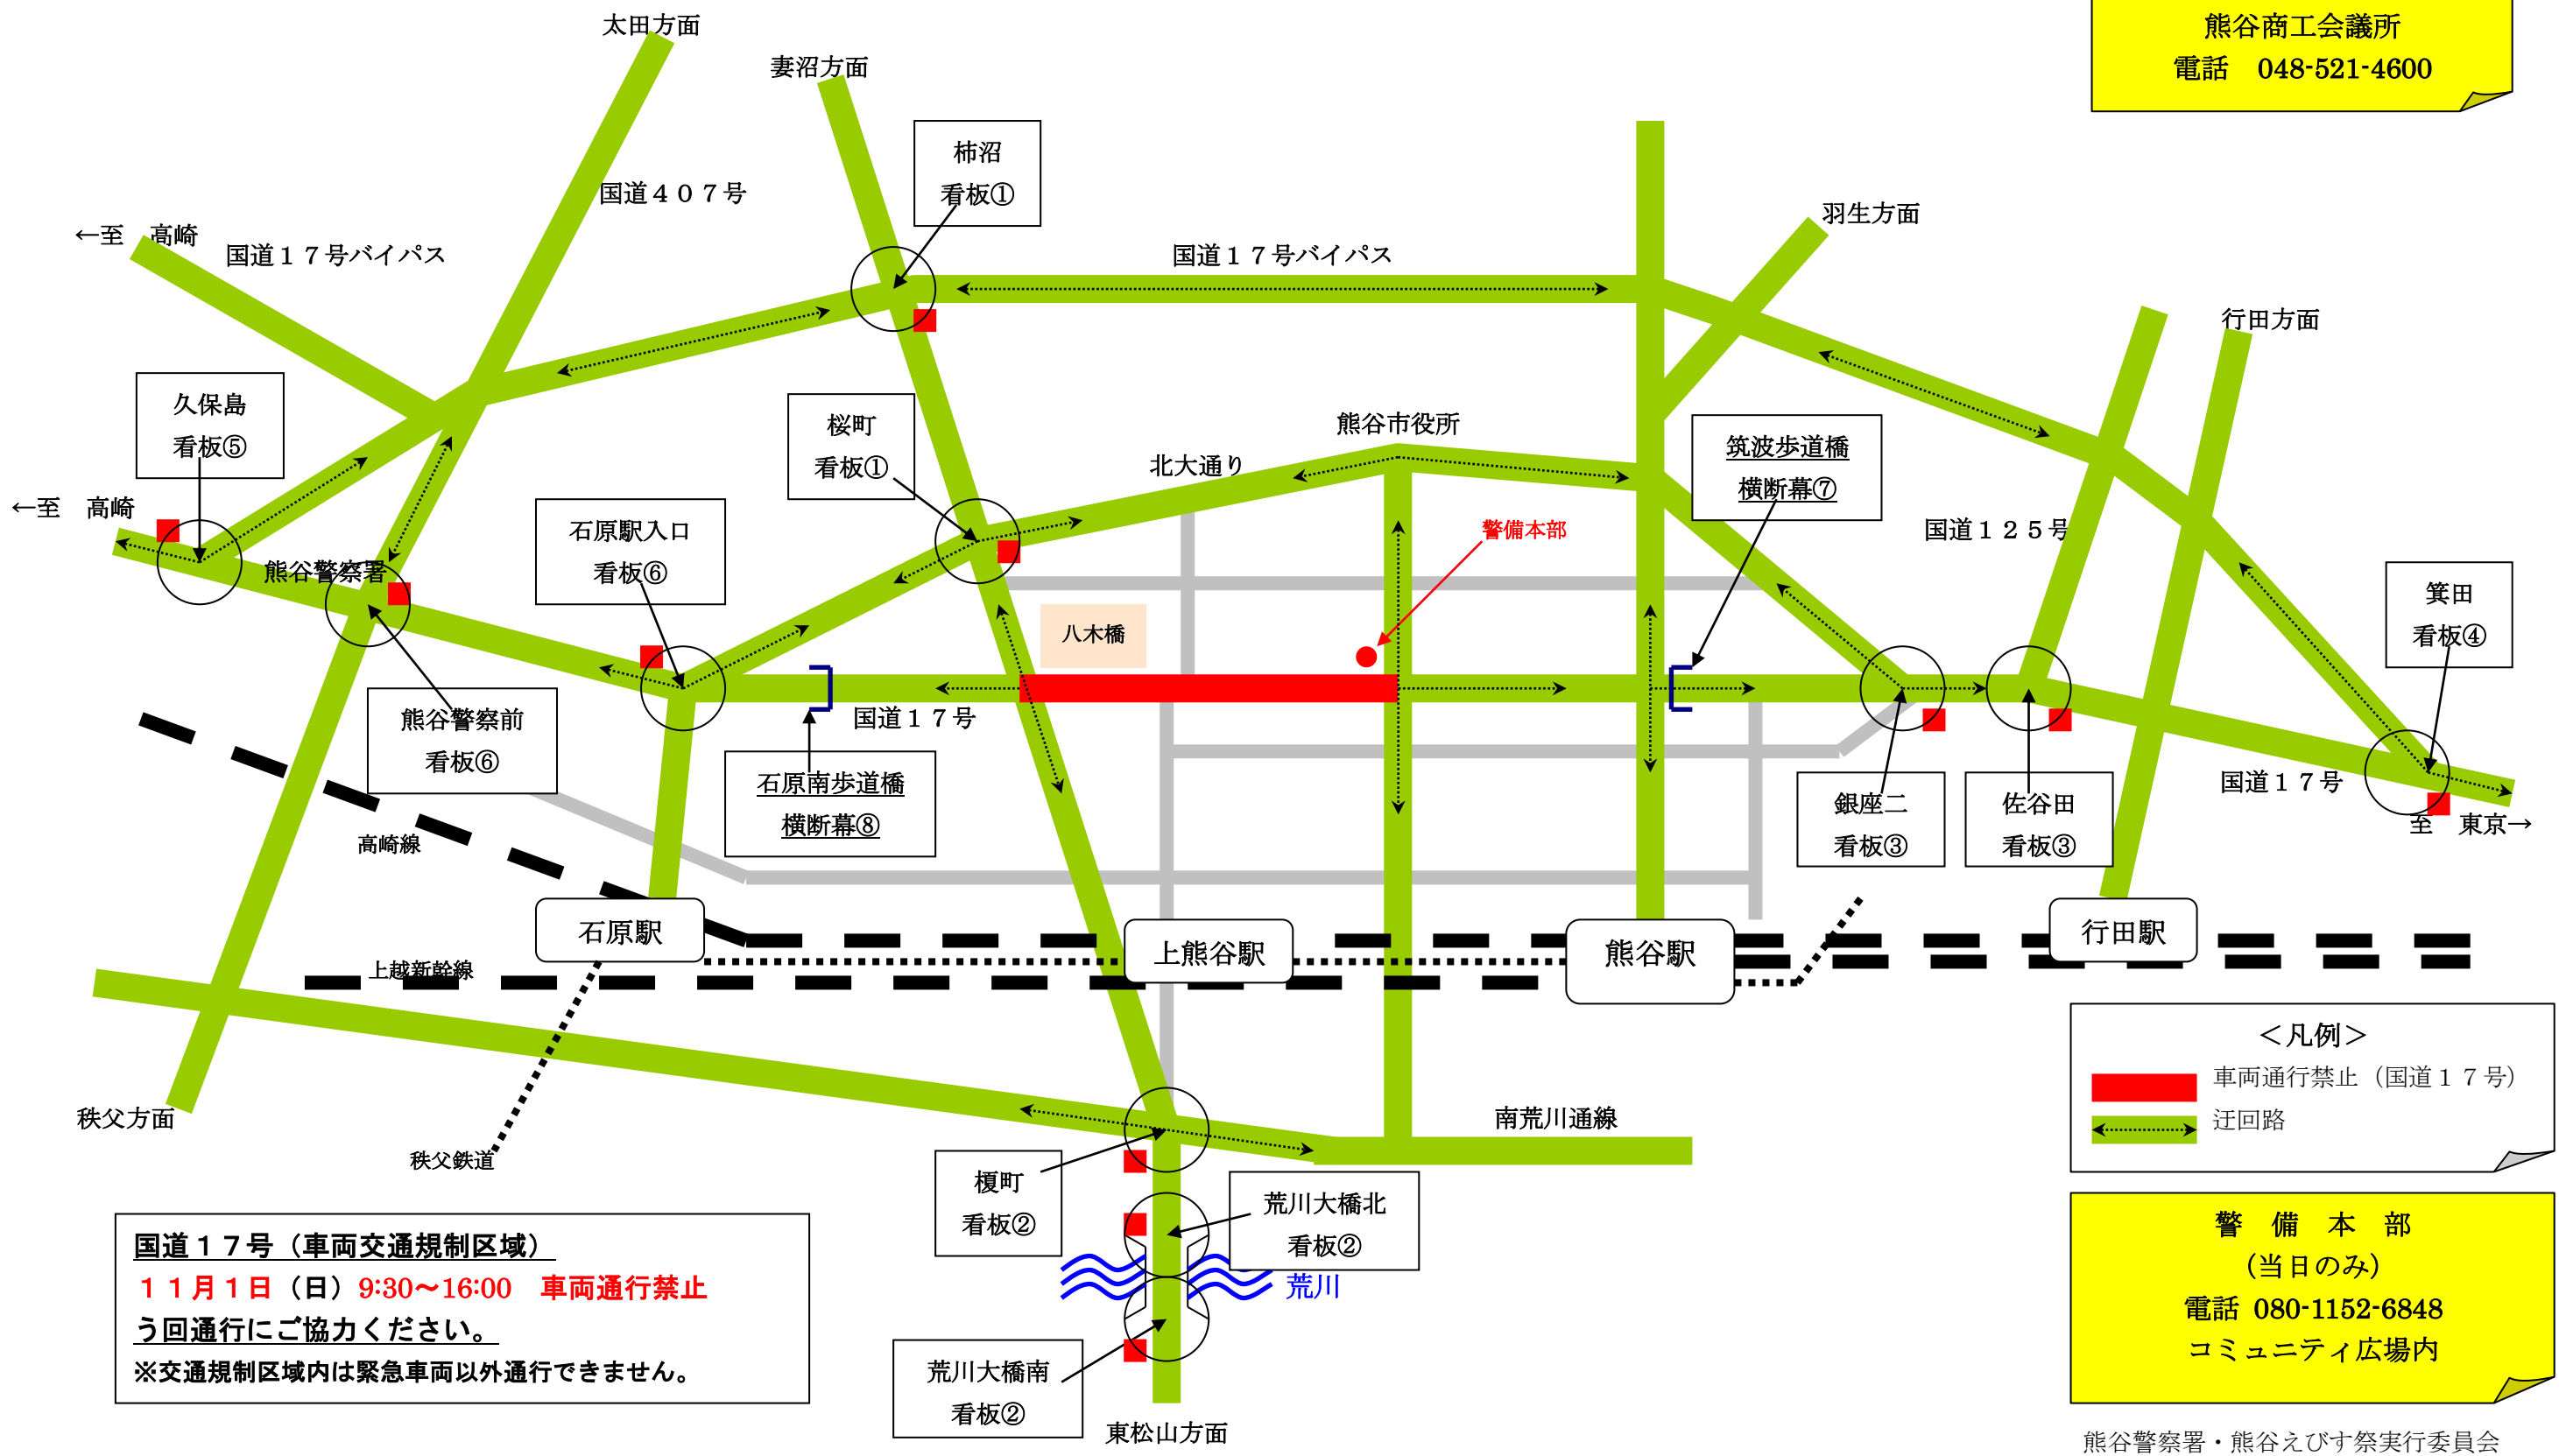 熊谷商工会議所
電話　048-521-4600
太田方面
妻沼方面
柿沼
看板①
国道４０７号
羽生方面
←至　高崎
国道１７号バイパス
国道１７号バイパス
行田方面
久保島
看板⑤
桜町
看板①
熊谷市役所
北大通り
筑波歩道橋
横断幕⑦
←至　高崎
石原駅入口
看板⑥
警備本部
国道１２５号
熊谷警察署
箕田
看板④
八木橋
熊谷警察前
看板⑥
国道１７号
石原南歩道橋
横断幕⑧
銀座二
看板③
佐谷田
看板③
国道１７号
至　東京→
高崎線
石原駅
上熊谷駅
熊谷駅
行田駅
上越新幹線
＜凡例＞
車両通行禁止（国道１７号）
迂回路
秩父方面
秩父鉄道
南荒川通線
榎町
看板②
荒川大橋北
看板②
荒川
国道１７号（車両交通規制区域）
１１月１日（日）9:30～16:00　車両通行禁止
う回通行にご協力ください。
※交通規制区域内は緊急車両以外通行できません。
荒川大橋南
看板②
東松山方面
警　備　本　部
（当日のみ）
電話 080-1152-6848
コミュニティ広場内
熊谷警察署・熊谷えびす祭実行委員会